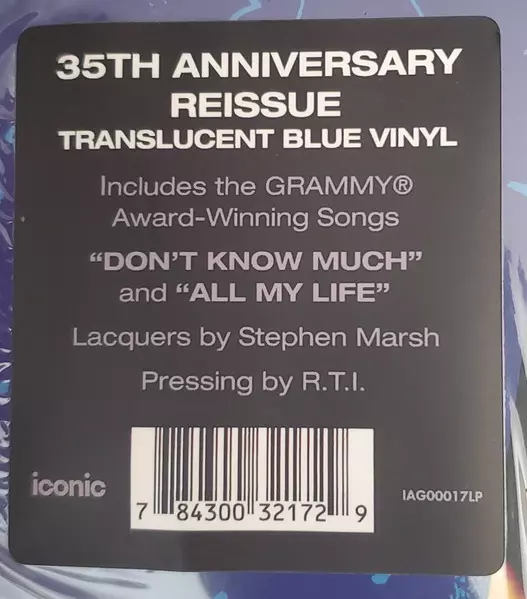 35TH ANNIVERSARY
REISSUE
TRANSLUCENT BLUE VINYL
Includes the GRAMMY®
Award-Winning Songs
“DON’T KNOW MUCH”
and “ALL MY LIFE”
Lacquers by Stephen Marsh
Pressing by R.T.I.
iconic
IAG00017LP
7 84300 32172 9